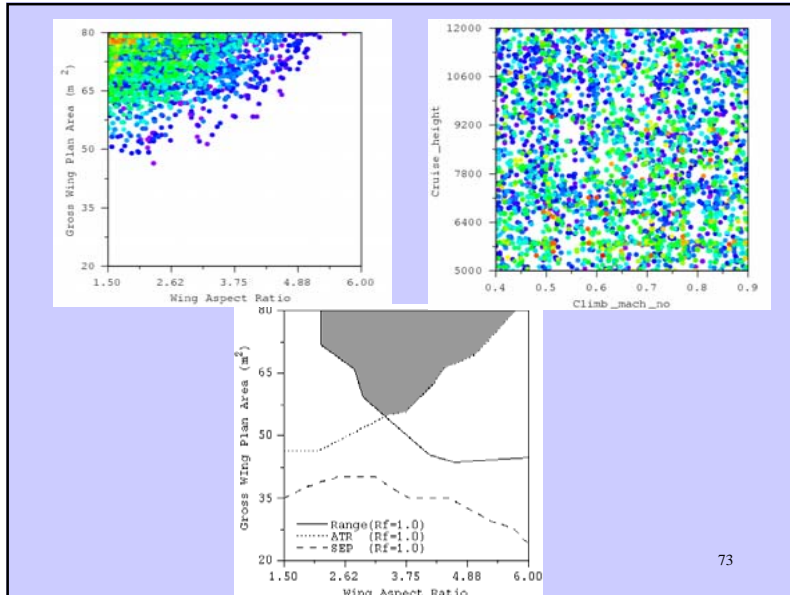 80
65
50
35
20
Gross Wing Plan Area (m 2)
1.50 2.62 3.75 4.88 6.00
Wing Aspect Ratio
12000
10600
9200
7800
6400
5000
Cruise_height
0.4 0.5 0.6 0.7 0.8 0.9
Climb_mach_no
80
65
50
35
20
Gross WIng Plan Area (m2)
Range(Rf=1.0)
ATR (Rf=1.0)
SEP (Rf=1.0)
1.50 2.62 3.75 4.88 6.00
Wing Aspect Ratio
73